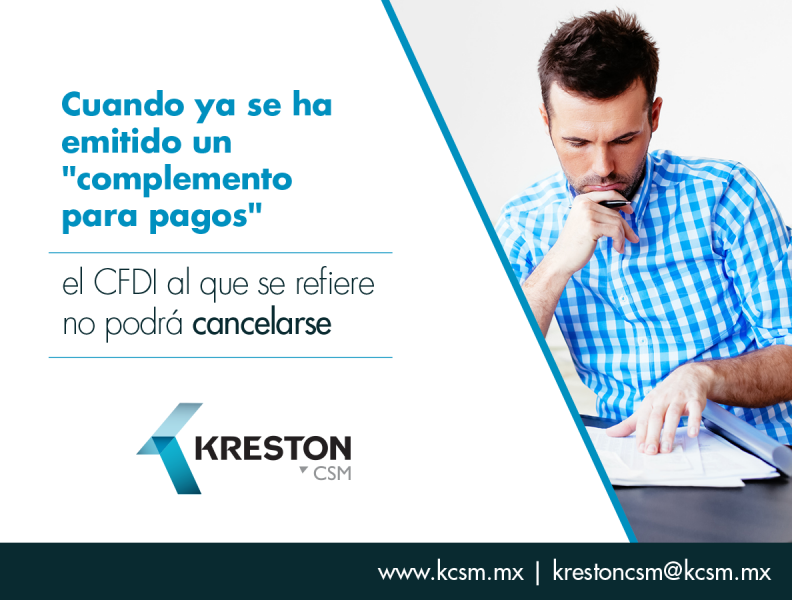 Cuando ya se ha
emitido un
"complemento
para pagos"
el CFDI al que se refiere
no podrá cancelarse
KRESTON
CSM
www.kcsm.mx | krestoncsm@kcsm.mx